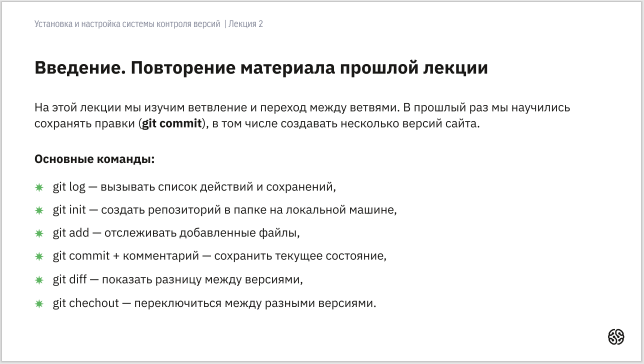 Установка и настройка системы контроля версий | Лекция 2
Введение. Повторение материала прошлой лекции
На этой лекции мы изучим ветвление и переход между ветвями. В прошлый раз мы научились
сохранять правки (git commit), в том числе создавать несколько версий сайта.
Основные команды:
git log — вызывать список действий и сохранений,
git init — создать репозиторий в папке на локальной машине,
git add — отслеживать добавленные файлы,
git commit + комментарий — сохранить текущее состояние,
git diff — показать разницу между версиями,
git chechout — переключиться между разными версиями.